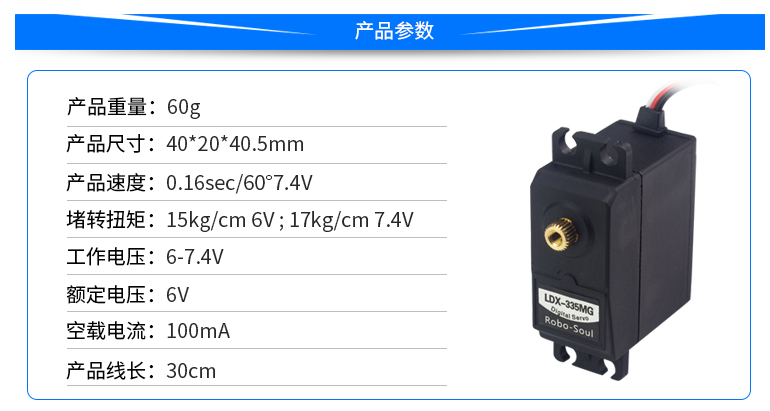 产品参数
产品重量：60g
产品尺寸：40*20*40.5mm
产品速度：0.16sec/60°7.4V
堵转扭矩：15kg/cm 6V ; 17kg/cm 7.4V
工作电压：6-7.4V
额定电压：6V
空载电流：100mA
产品线长：30cm
LDX-335MG
Digital Servo
Robo-Soul